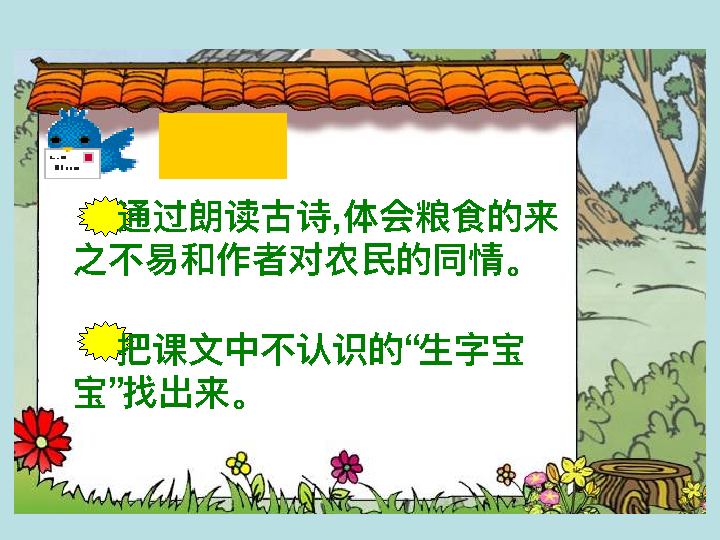 通过朗读古诗,体会粮食的来
之不易和作者对农民的同情。
把课文中不认识的“生字宝
宝”找出来。